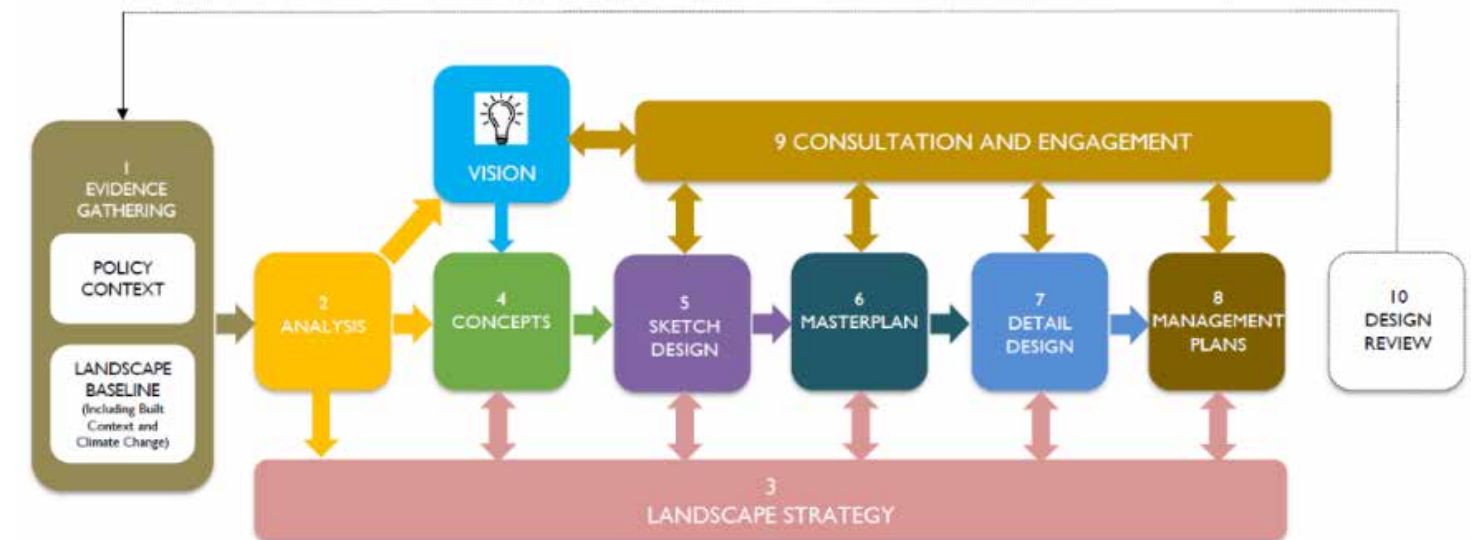 1
EVIDENCE
GATHERING
POLICY
CONTEXT
LANDSCAPE
BASELINE
(Including Built
Context and
Climate Change)
2
ANALYSIS
VISION
4
CONCEPTS
9 CONSULTATION AND ENGAGEMENT
5
SKETCH
DESIGN
6
MASTERPLAN
7
DETAIL
DESIGN
8
MANAGEMENT
PLANS
10
DESIGN
REVIEW
3
LANDSCAPE STRATEGY